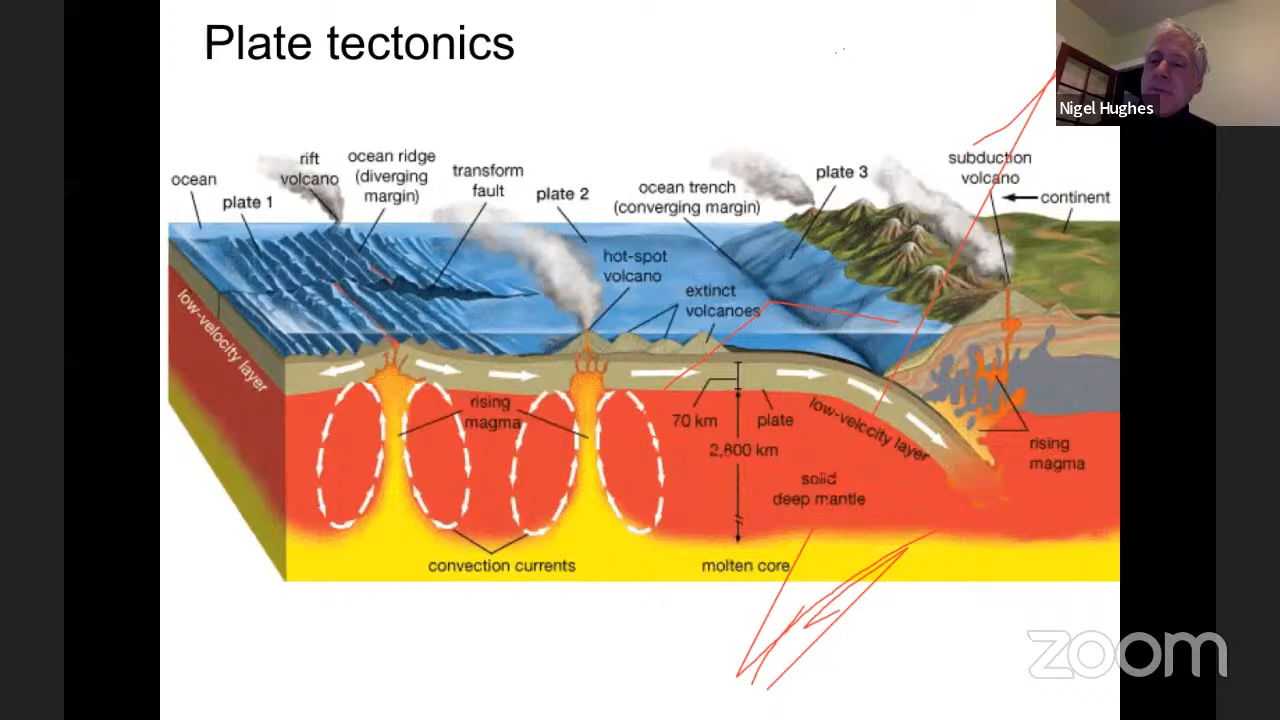 Plate tectonics
Nigel Hughes
ocean
plate 1
rift
volcano
ocean ridge
(diverging
margin)
transform
fault
plate 2
ocean trench
(converging margin)
plate 3
subduction
volcano
continent
hot-spot
volcano
extinct
volcanoes
low-velocity layer
rising
magma
70 km
plate
2,800 km
low-velocity layer
solid
deep mantle
rising
magma
convection currents
molten core
zoom